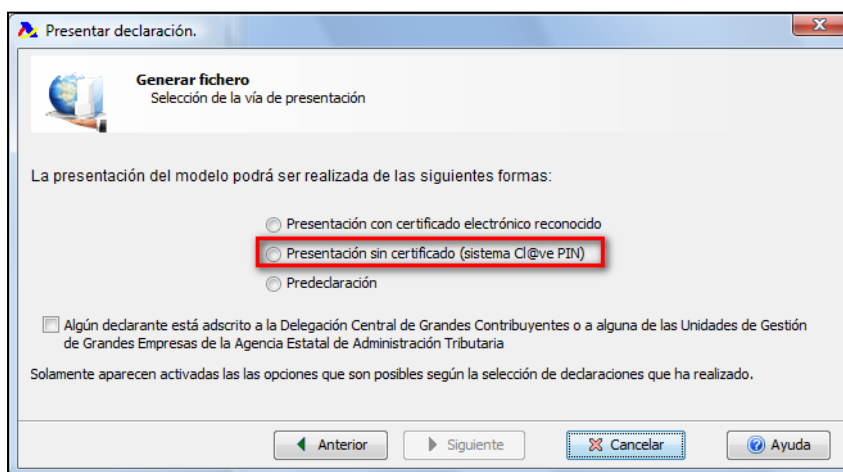 Presentar declaración.
Generar fichero
Selección de la vía de presentación
La presentación del modelo podrá ser realizada de las siguientes formas:
Presentación con certificado electrónico reconocido
Presentación sin certificado (sistema Cl@ve PIN)
Predeclaración
Algún declarante está adscrito a la Delegación Central de Grandes Contribuyentes o a alguna de las Unidades de Gestión
de Grandes Empresas de la Agencia Estatal de Administración Tributaria
Solamente aparecen activadas las las opciones que son posibles según la selección de declaraciones que ha realizado.
Anterior
Siguiente
Cancelar
Ayuda